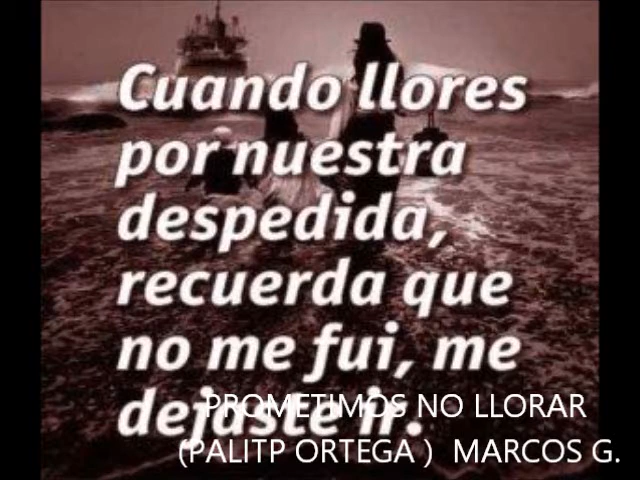 Cuando llores
por nuestra
despedida,
recuerda que
no me fui, me
dejaste ir.
PROMETIMOS NO LLORAR
(PALITP ORTEGA )  MARCOS G.